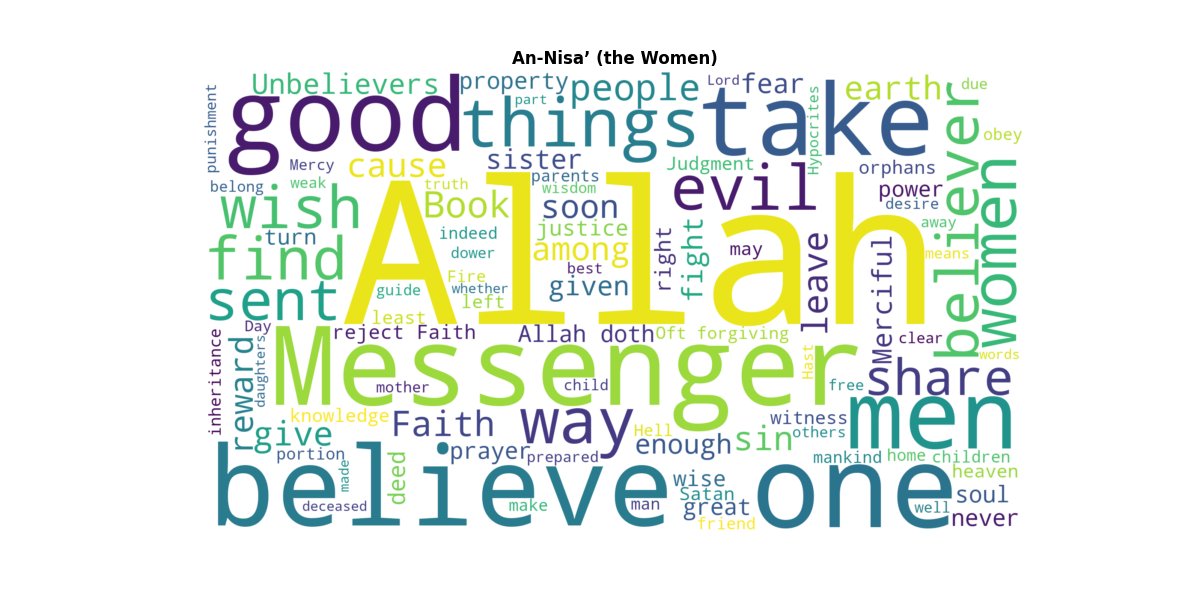 An-Nisa’ (the Women)
Unbelievers
property
people
Lord
fear
earth
due
punishment
good
things
part
take
Hypocrites
believer
obey
Mercy
cause
sister
Judgment
orphans
belong
weak
truth
parents
wisdom
evil
power
desire
women
wish
Book
soon
away
turn
indeed
justice
among
right
fight
may
leave
Merciful
means
find
Allah
dower
best
Fire
guide
whether
given
left
sent
least
inheritance
Day
reject Faith
Allah doth
Oft forgiving
clear
words
reward
daughters
Messenger
Hast
share
mother
child
free
knowledge
Faith
way
witness
men
give
Hell
enough
sin
others
portion
prayer
prepared
mankind
home
children
believe
made
deed
one
heaven
wise
Satan
great
soul
deceased
make
man
well
never
friend